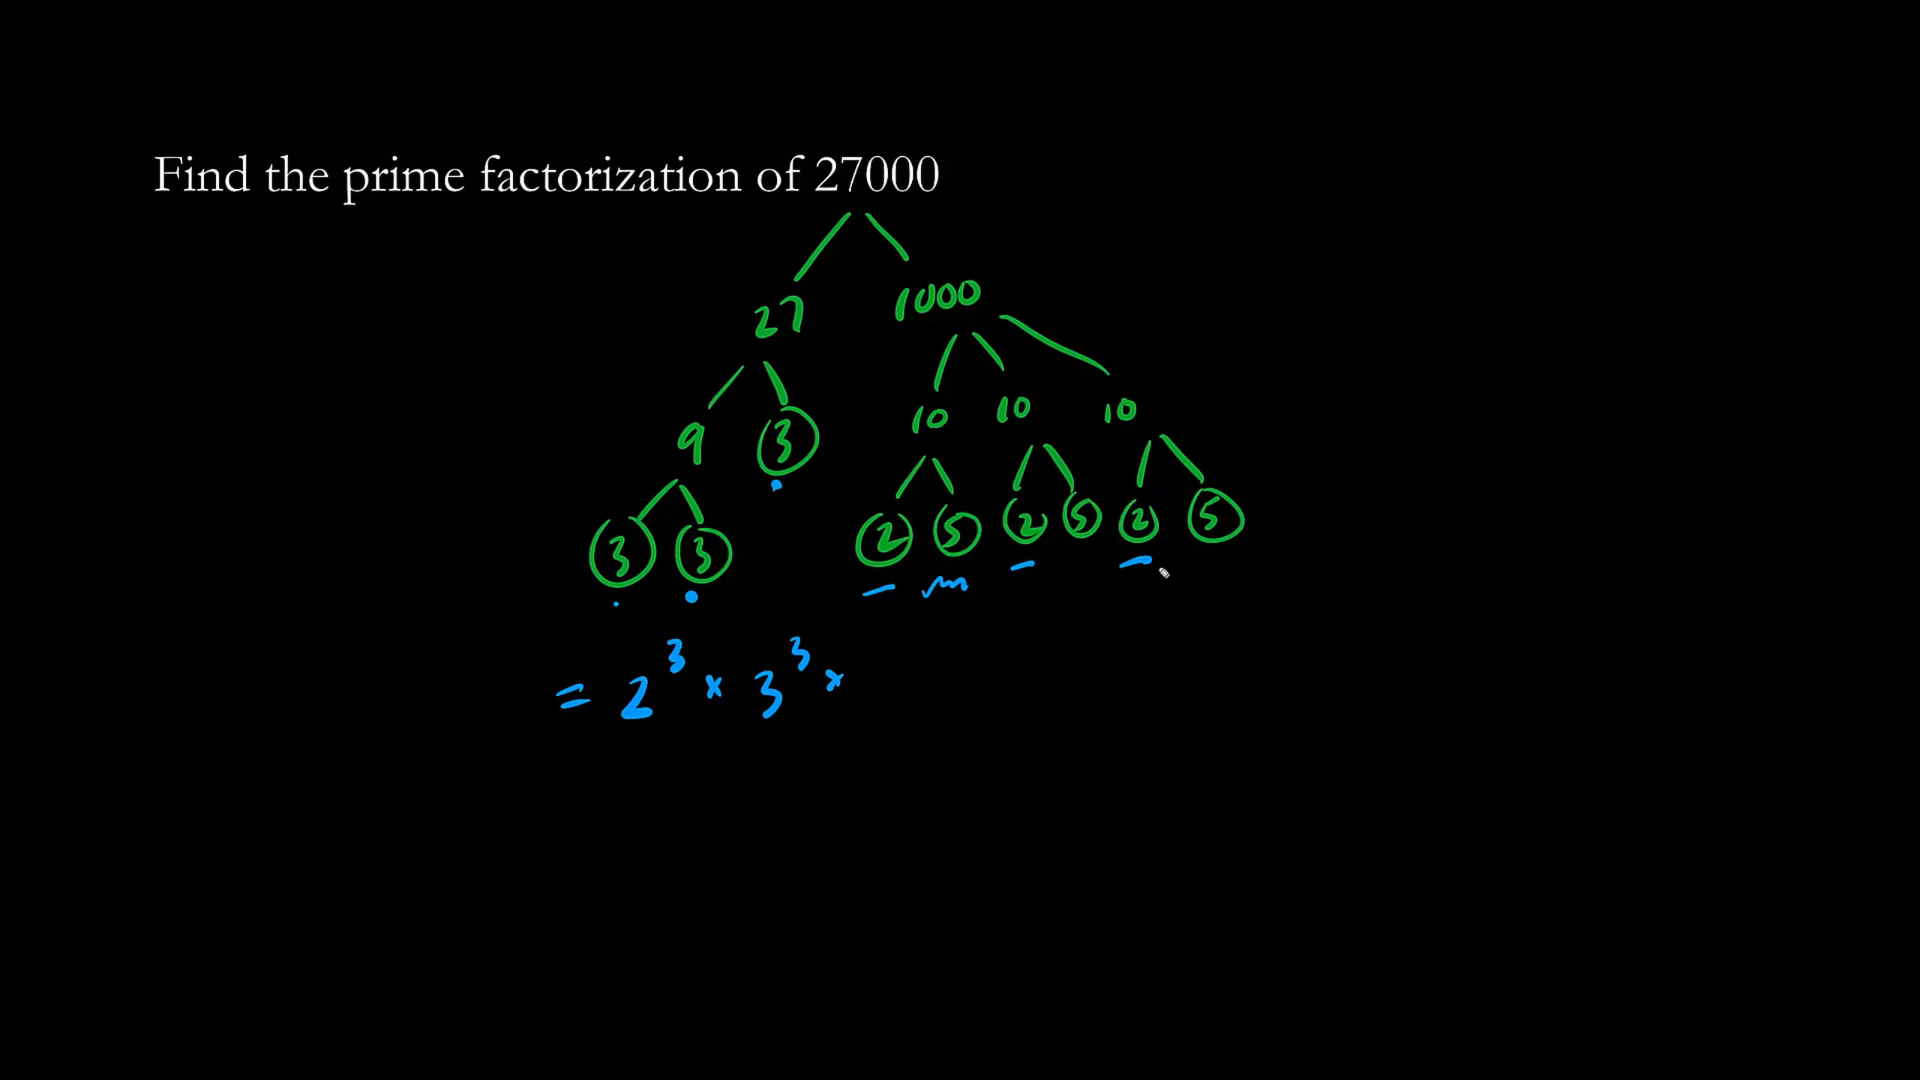 Find the prime factorization of 27000
27 1000
9 3 10 10 10
3 3 2 5 2 5 2 5
= 2³ × 3³ ×